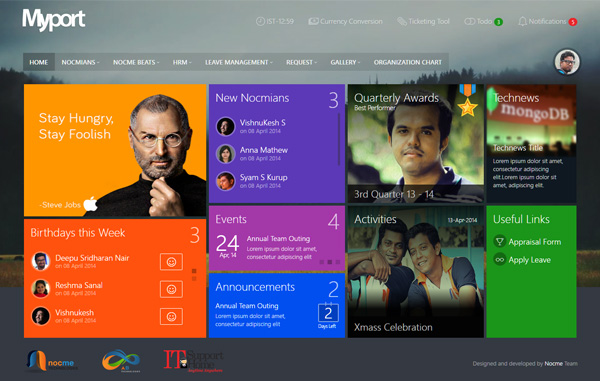 Myport
IST-12:59 Currency Conversion Ticketing Tool Todo 1 Notifications 5
HOME NOCMIANS NOCME BEATS HRM LEAVE MANAGEMENT REQUEST GALLERY ORGANIZATION CHART
Stay Hungry,
Stay Foolish
-Steve Jobs
New Nocmians 3
VishnuKesh S
on 08 April 2014
Anna Mathew
on 08 April 2014
Syam S Kurup
on 08 April 2014
Quarterly Awards
Best Performer
3rd Quarter 13 - 14
Technews
mongoDB
Technews Title
Lorem ipsum dolor sit amet,
consectetur adipiscing
elit.Lorem ipsum dolor sit
amet, consectetur elit.
Birthdays this Week 3
Deepu Sridharan Nair
on 08 April 2014
Reshma Sanal
on 08 April 2014
Vishnukesh
on 08 April 2014
Events 4
24
Apr, 14
Annual Team Outing
Lorem ipsum dolor sit amet,
consectetur adipiscing elit.
Announcements 2
Annual Team Outing
Lorem ipsum dolor sit amet,
consectetur adipiscing elit.
2
Days Left
Activities 13-Apr-2014
Xmass Celebration
Useful Links
Appraisal Form
Apply Leave
nocme
IT Support
Home
Designed and developed by Nocme Team